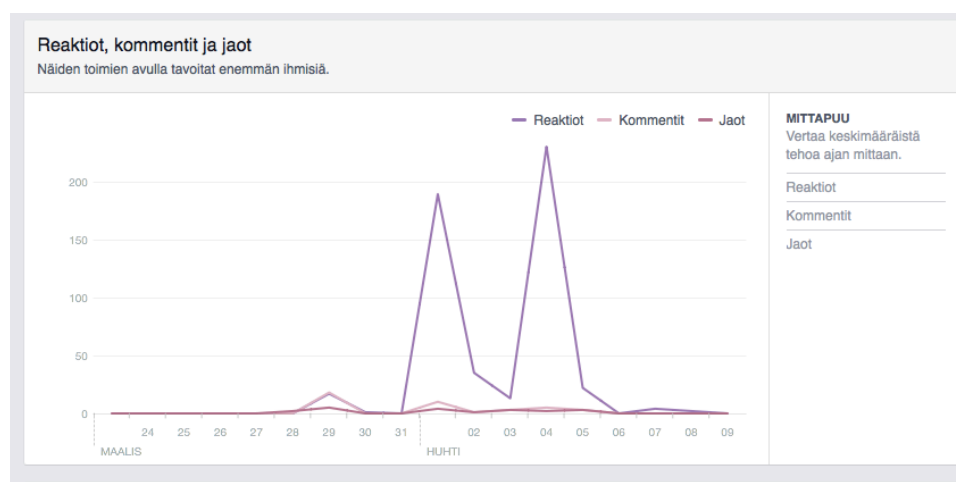 Reaktiot, kommentit ja jaot
Näiden toimien avulla tavoitat enemmän ihmisiä.
Reaktiot Kommentit Jaot
200
150
100
50
0
24 25 26 27 28 29 30 31 02 03 04 05 06 07 08 09
MAALIS HUHTI
MITTAPUU
Vertaa keskimääräistä
tehoa ajan mittaan.
Reaktiot
Kommentit
Jaot